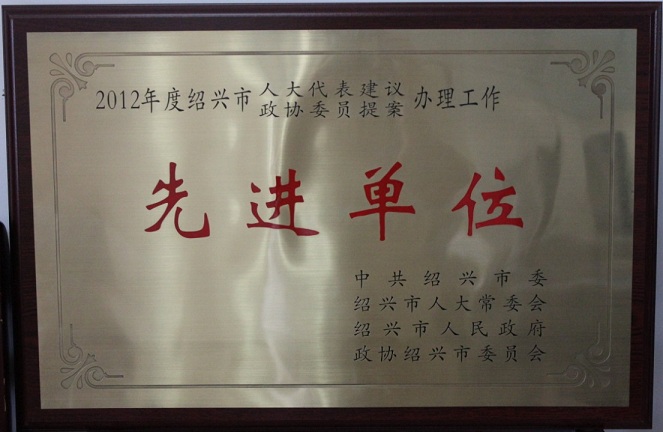 2012年度绍兴市人大代表建议办理工作
政协委员提案
先进单位
中共绍兴市委
绍兴市人大常委会
绍兴市人民政府
政协绍兴市委员会